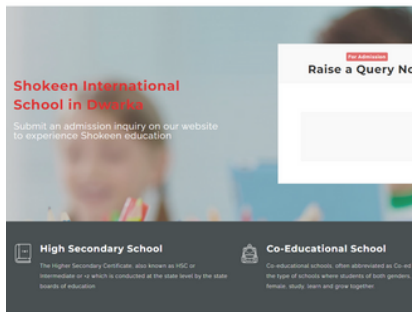 For Admission
Raise a Query No
Shokeen International
School in Dwarka
Submit an admission inquiry on our website
to experience Shokeen education
High Secondary School
The Higher Secondary Certificate, also known as HSC or
Intermediate or +2 which is conducted at the state level by the state
boards of education
Co-Educational School
Co-educational schools, often abbreviated as Co-ed
the type of schools where students of both genders,
female, study, learn and grow together.